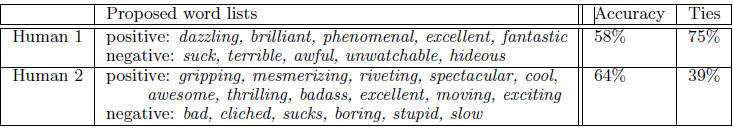 Proposed word lists Accuracy Ties
Human 1 positive: dazzling, brilliant, phenomenal, excellent, fantastic 58% 75%
negative: suck, terrible, awful, unwatchable, hideous
Human 2 positive: gripping, mesmerizing, riveting, spectacular, cool, 64% 39%
awesome, thrilling, badass, excellent, moving, exciting
negative: bad, cliched, sucks, boring, stupid, slow